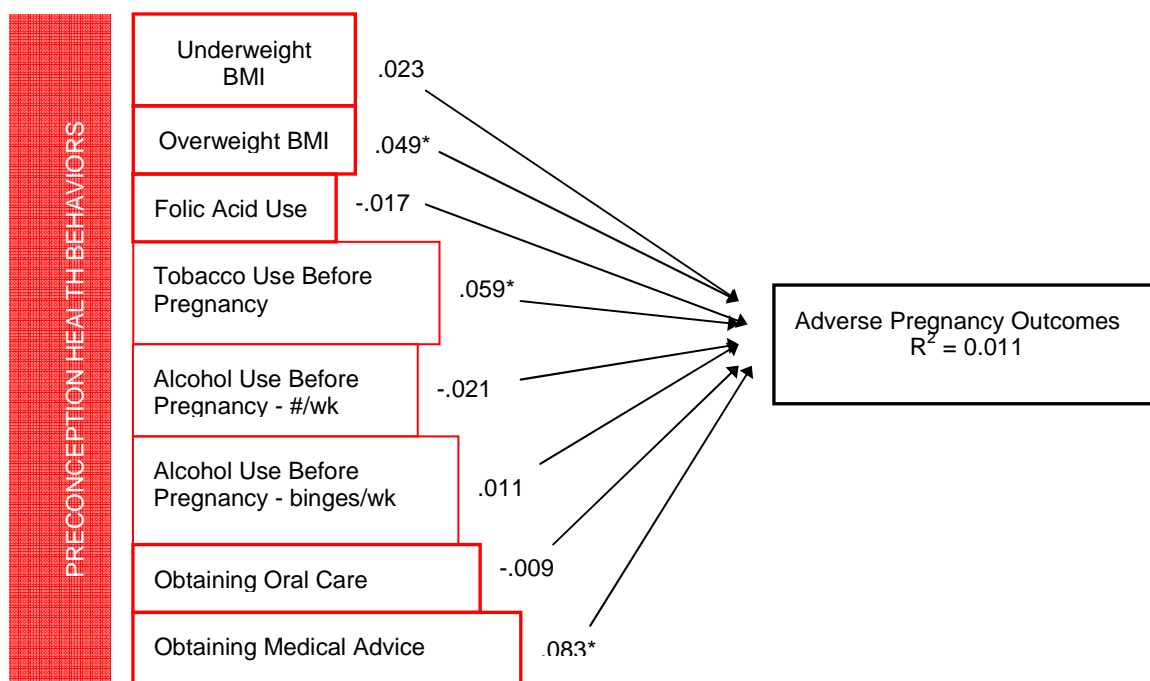 PRECONCEPTION HEALTH BEHAVIORS
Underweight
BMI
.023
Overweight BMI
.049*
Folic Acid Use
-.017
Tobacco Use Before
Pregnancy
.059*
Alcohol Use Before
Pregnancy - #/wk
-.021
Alcohol Use Before
Pregnancy - binges/wk
.011
Obtaining Oral Care
-.009
Obtaining Medical Advice
.083*
Adverse Pregnancy Outcomes
R² = 0.011